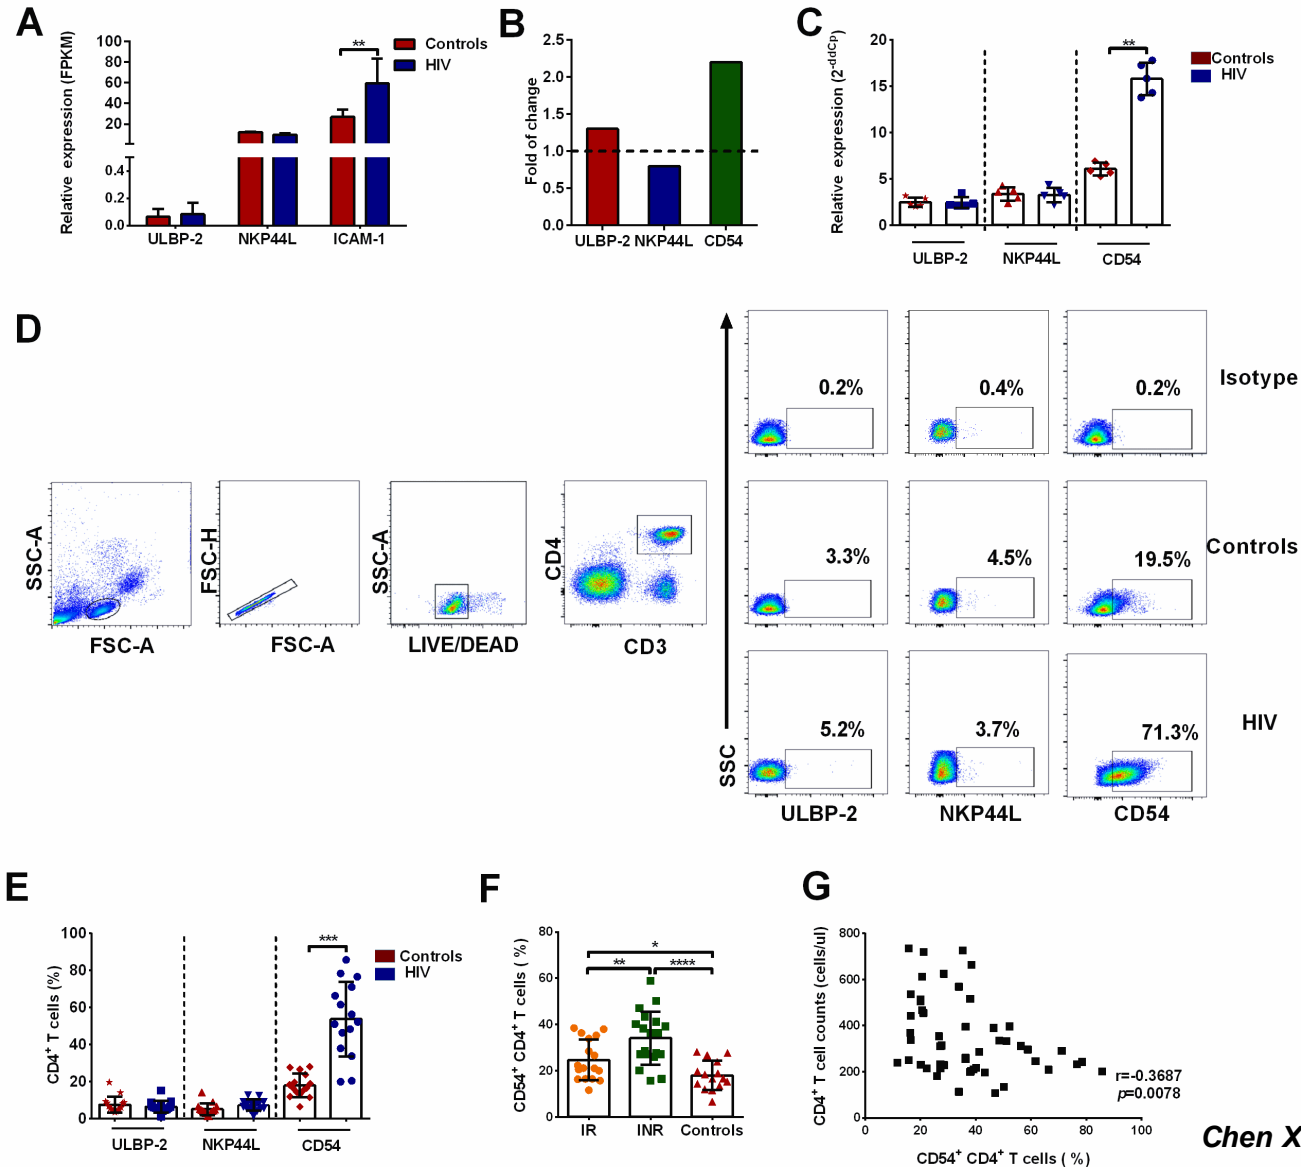 A
Relative expression (FPKM)
100
80
60
40
20
0.4
0.2
0.0
**
Controls
HIV
ULBP-2 NKP44L ICAM-1
B
Fold of change
2.5
2.0
1.5
1.0
0.5
0.0
ULBP-2 NKP44L CD54
C
Relative expression (2^-ddCp)
20
15
10
5
0
**
Controls
HIV
ULBP-2 NKP44L CD54
D
SSC-A
FSC-A
FSC-H
FSC-A
SSC-A
LIVE/DEAD
CD4
CD3
SSC
0.2% 0.4% 0.2% Isotype
3.3% 4.5% 19.5% Controls
5.2% 3.7% 71.3% HIV
ULBP-2 NKP44L CD54
E
CD4+ T cells (%)
100
80
60
40
20
0
***
Controls
HIV
ULBP-2 NKP44L CD54
F
CD54+ CD4+ T cells ( %)
80
60
40
20
0
*
** ****
IR INR Controls
G
CD4+ T cell counts (cells/ul)
800
600
400
200
0
r=-0.3687
p=0.0078
0 20 40 60 80 100
CD54+ CD4+ T cells ( %)
Chen X